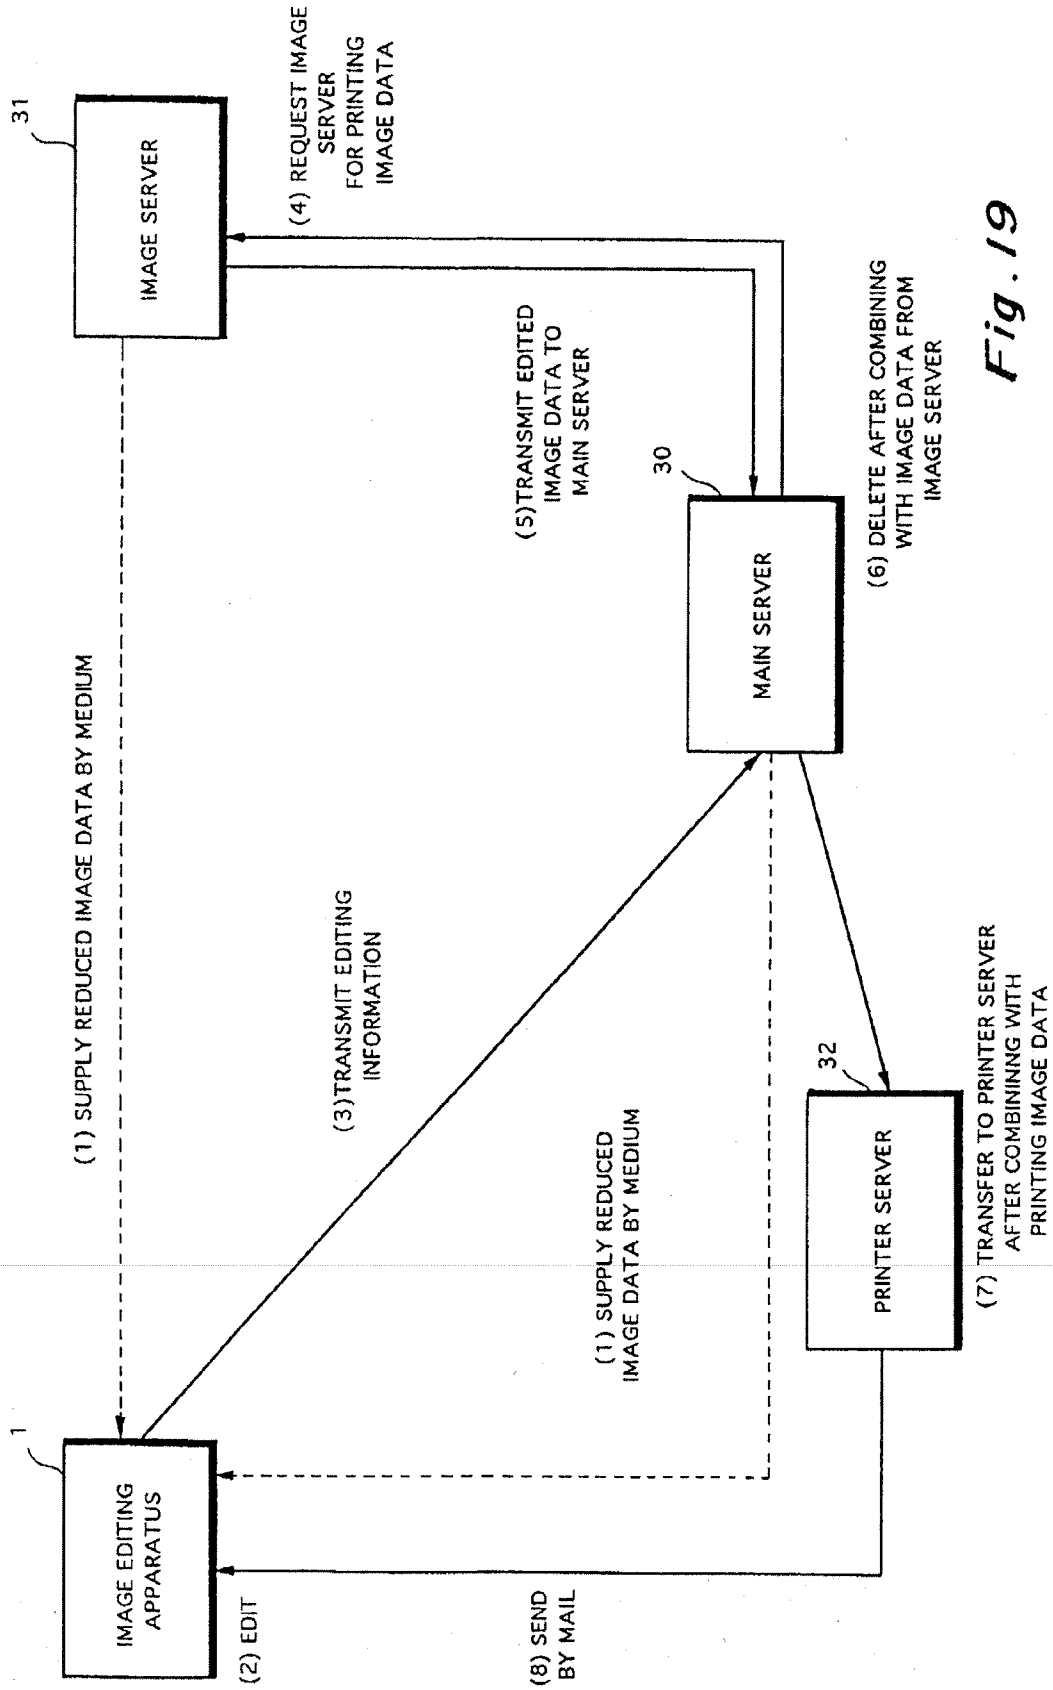 1
IMAGE EDITING
APPARATUS
(2) EDIT
(1) SUPPLY REDUCED IMAGE DATA BY MEDIUM
31
IMAGE SERVER
(4) REQUEST IMAGE
SERVER
FOR PRINTING
IMAGE DATA
(3)TRANSMIT EDITING
INFORMATION
(5)TRANSMIT EDITED
IMAGE DATA TO
MAIN SERVER
(8) SEND
BY MAIL
(1) SUPPLY REDUCED
IMAGE DATA BY MEDIUM
30
MAIN SERVER
(6) DELETE AFTER COMBINING
WITH IMAGE DATA FROM
IMAGE SERVER
32
PRINTER SERVER
(7) TRANSFER TO PRINTER SERVER
AFTER COMBININNG WITH
PRINTING IMAGE DATA
Fig. 19